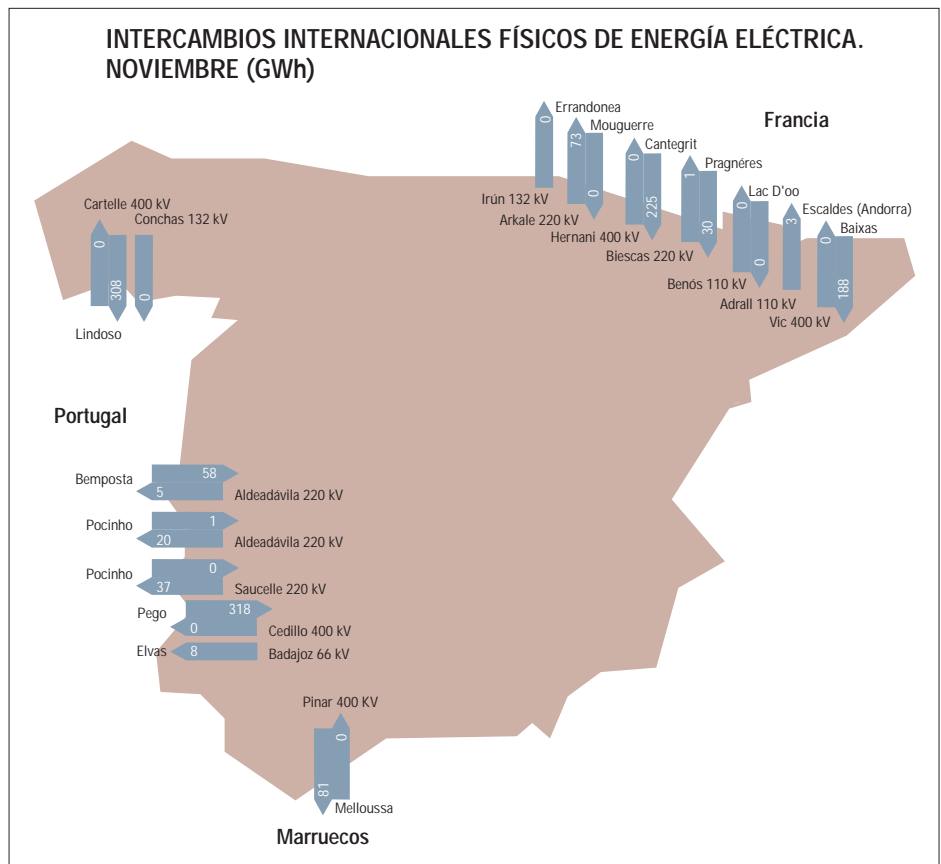 INTERCAMBIOS INTERNACIONALES FÍSICOS DE ENERGÍA ELÉCTRICA.
NOVIEMBRE (GWh)
Francia
Errandonea
0
Irún 132 kV
Mouguerre
73
0
Arkale 220 kV
Cantegrit
0
225
Hernani 400 kV
Pragnéres
1
30
Biescas 220 kV
Lac D'oo
0
0
Benós 110 kV
Escaldes (Andorra)
3
Adrall 110 kV
Baixas
0
188
Vic 400 kV
Cartelle 400 kV
Conchas 132 kV
0
308
0
Lindoso
Portugal
Bemposta
58
5
Aldeadávila 220 kV
Pocinho
1
20
Aldeadávila 220 kV
Pocinho
0
37
Saucelle 220 kV
Pego
318
0
Cedillo 400 kV
Elvas
8
Badajoz 66 kV
Pinar 400 KV
0
81
Melloussa
Marruecos